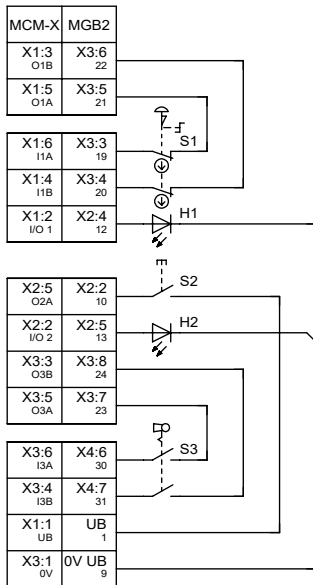 MCM-X MGB2
X1:3 X3:6
O1B 22
X1:5 X3:5
O1A 21
X1:6 X3:3
I1A 19
S1
X1:4 X3:4
I1B 20
X1:2 X2:4
I/O 1 12
H1
X2:5 X2:2
O2A 10
S2
X2:2 X2:5
I/O 2 13
H2
X3:3 X3:8
O3B 24
X3:5 X3:7
O3A 23
X3:6 X4:6
I3A 30
S3
X3:4 X4:7
I3B 31
X1:1 UB
UB 1
X3:1 0V UB
0V 9